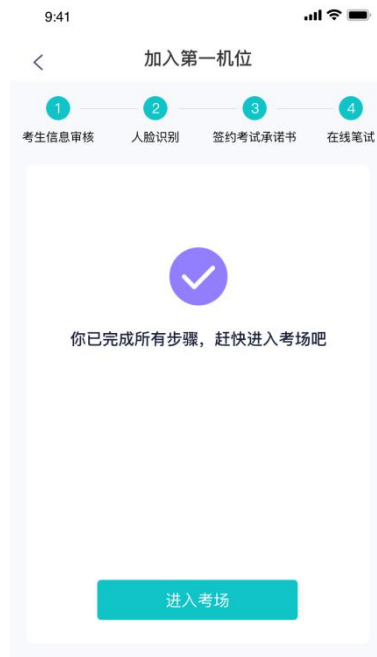 9:41
加入第一机位
1 2 3 4
考生信息审核 人脸识别 签约考试承诺书 在线笔试
你已完成所有步骤，赶快进入考场吧
进入考场